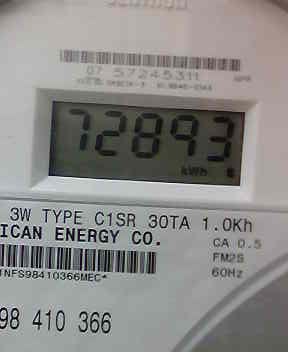 07 57245311
72893
kWh
3W TYPE C1SR 30TA 1.0Kh
ICAN ENERGY CO.
CA 0.5
FM2S
60Hz
NFS98410366MEC*
98 410 366